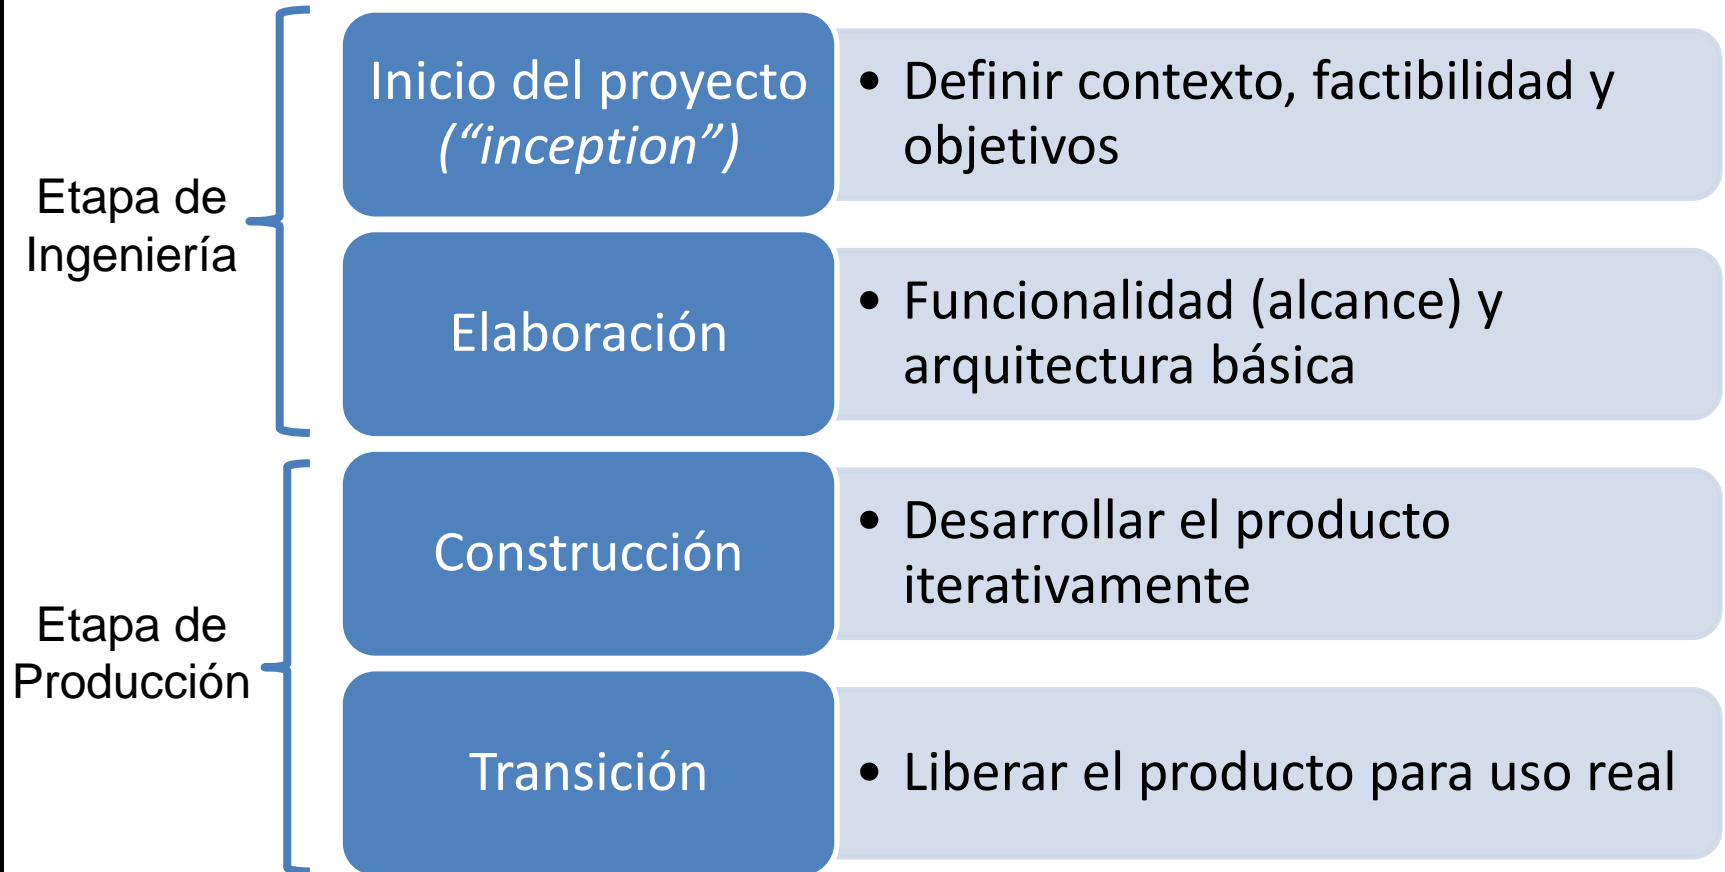 Etapa de
Ingeniería
Inicio del proyecto
(“inception”)
• Definir contexto, factibilidad y
objetivos
Elaboración
• Funcionalidad (alcance) y
arquitectura básica
Etapa de
Producción
Construcción
• Desarrollar el producto
iterativamente
Transición
• Liberar el producto para uso real